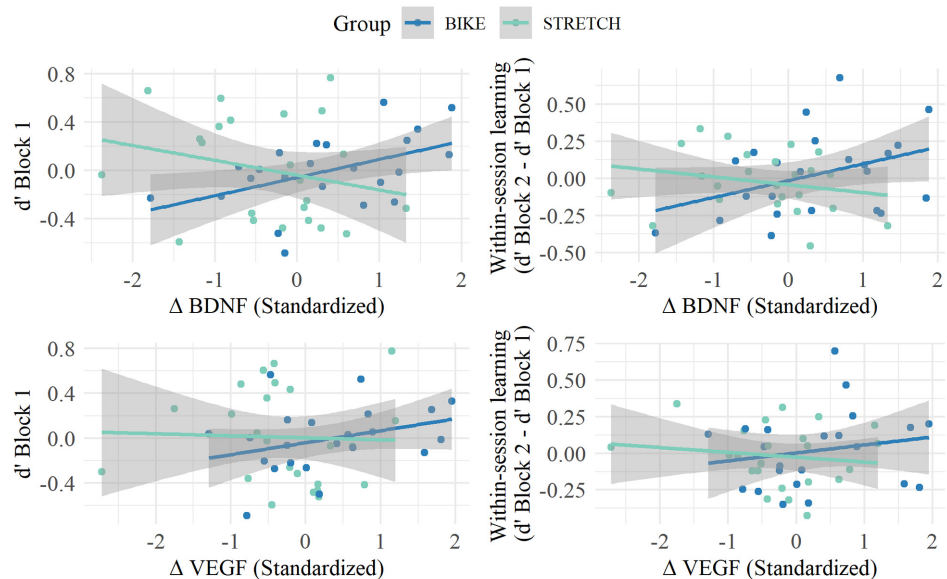 Group BIKE STRETCH
d' Block 1
0.8
0.4
0.0
-0.4
-2 -1 0 1 2
Δ BDNF (Standardized)
Within-session learning
(d' Block 2 - d' Block 1)
0.50
0.25
0.00
-0.25
-0.50
-2 -1 0 1 2
Δ BDNF (Standardized)
d' Block 1
0.8
0.4
0.0
-0.4
-2 -1 0 1 2
Δ VEGF (Standardized)
Within-session learning
(d' Block 2 - d' Block 1)
0.75
0.50
0.25
0.00
-0.25
-2 -1 0 1 2
Δ VEGF (Standardized)